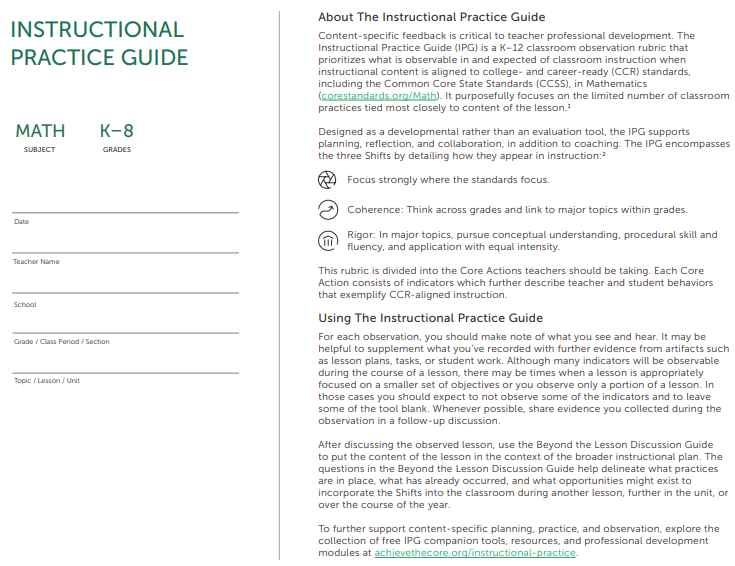 INSTRUCTIONAL
PRACTICE GUIDE
MATH K–8
SUBJECT GRADES
Date
Teacher Name
School
Grade / Class Period / Section
Topic / Lesson / Unit
About The Instructional Practice Guide
Content-specific feedback is critical to teacher professional development. The
Instructional Practice Guide (IPG) is a K–12 classroom observation rubric that
prioritizes what is observable in and expected of classroom instruction when
instructional content is aligned to college- and career-ready (CCR) standards,
including the Common Core State Standards (CCSS), in Mathematics
(corestandards.org/Math). It purposefully focuses on the limited number of classroom
practices tied most closely to content of the lesson.¹
Designed as a developmental rather than an evaluation tool, the IPG supports
planning, reflection, and collaboration, in addition to coaching. The IPG encompasses
the three Shifts by detailing how they appear in instruction:²
Focus strongly where the standards focus.
Coherence: Think across grades and link to major topics within grades.
Rigor: In major topics, pursue conceptual understanding, procedural skill and
fluency, and application with equal intensity.
This rubric is divided into the Core Actions teachers should be taking. Each Core
Action consists of indicators which further describe teacher and student behaviors
that exemplify CCR-aligned instruction.
Using The Instructional Practice Guide
For each observation, you should make note of what you see and hear. It may be
helpful to supplement what you've recorded with further evidence from artifacts such
as lesson plans, tasks, or student work. Although many indicators will be observable
during the course of a lesson, there may be times when a lesson is appropriately
focused on a smaller set of objectives or you observe only a portion of a lesson. In
those cases you should expect to not observe some of the indicators and to leave
some of the tool blank. Whenever possible, share evidence you collected during the
observation in a follow-up discussion.
After discussing the observed lesson, use the Beyond the Lesson Discussion Guide
to put the content of the lesson in the context of the broader instructional plan. The
questions in the Beyond the Lesson Discussion Guide help delineate what practices
are in place, what has already occurred, and what opportunities might exist to
incorporate the Shifts into the classroom during another lesson, further in the unit, or
over the course of the year.
To further support content-specific planning, practice, and observation, explore the
collection of free IPG companion tools, resources, and professional development
modules at achievethecore.org/instructional-practice.